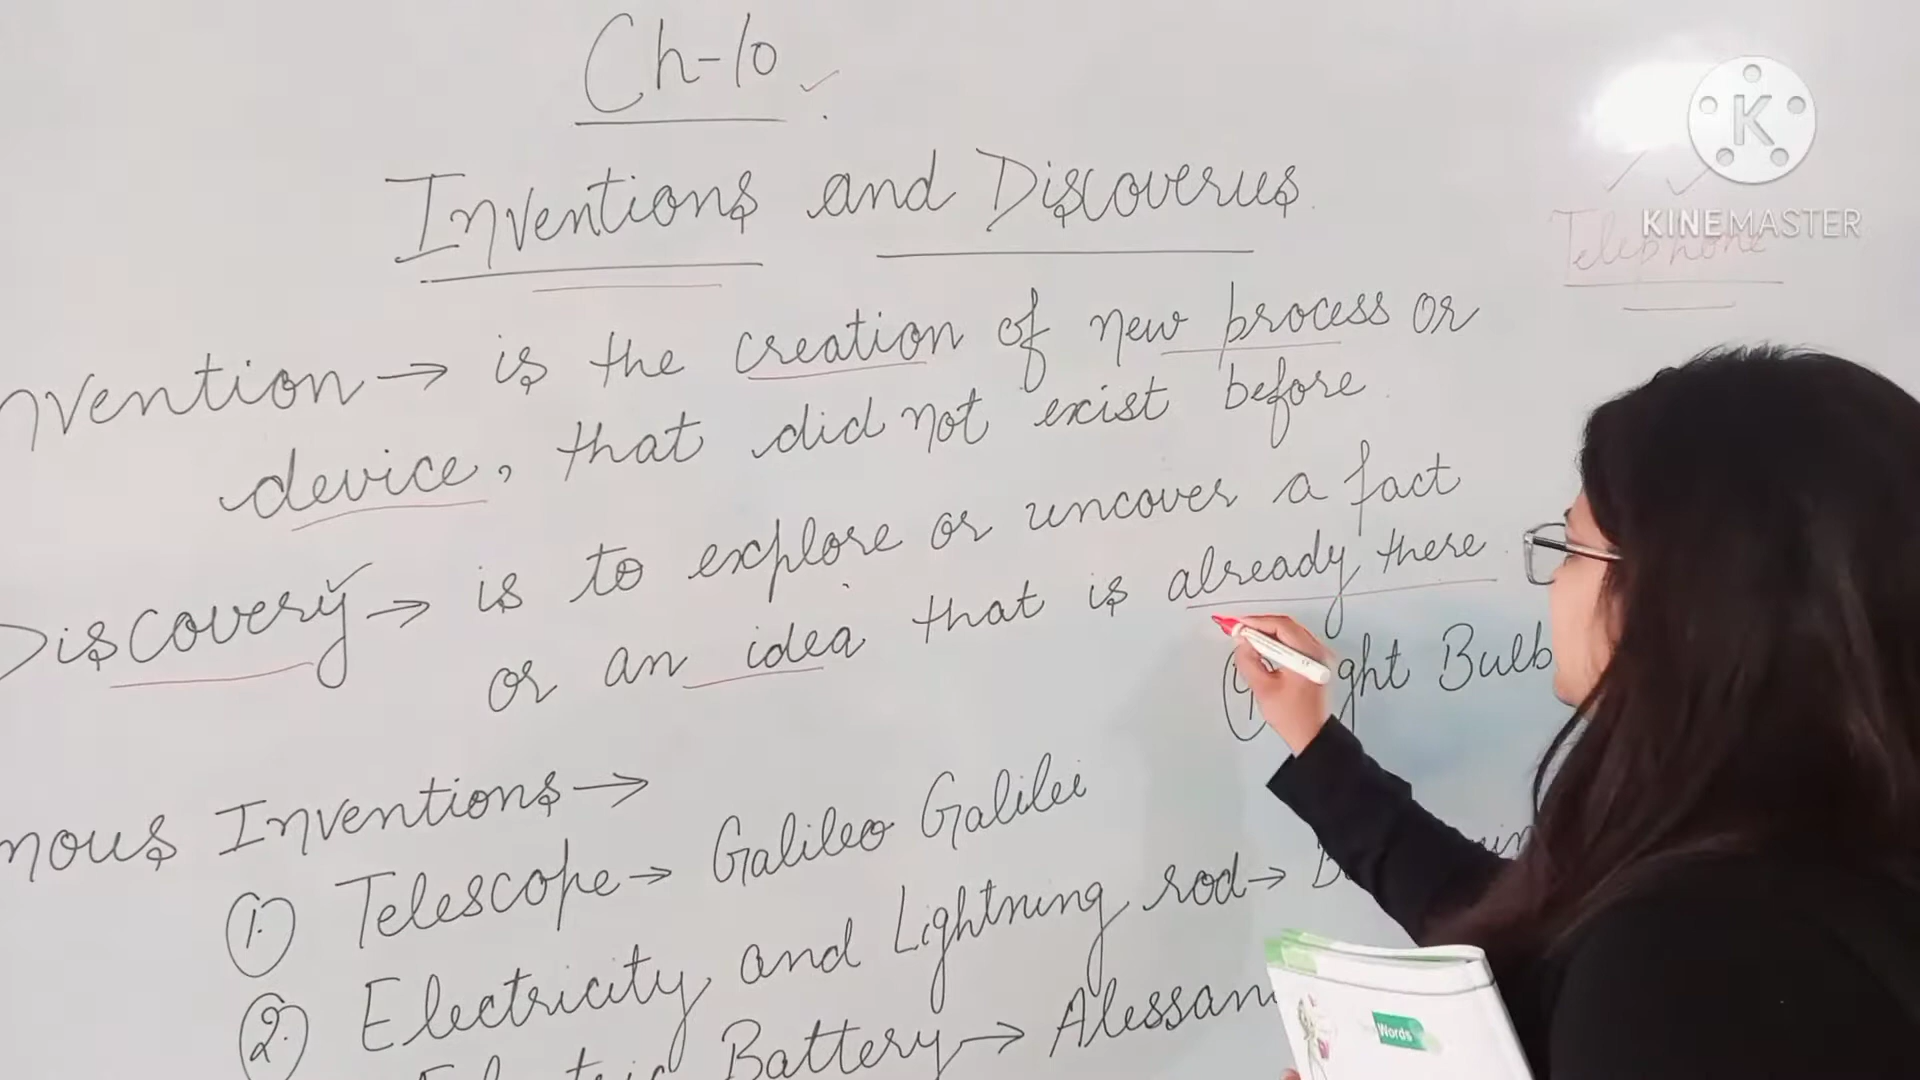 Ch-10
Inventions and Discoveries
K
KINEMASTER
Telephone
nvention → is the creation of new process or
device, that did not exist before.
Discovery → is to explore or uncover a fact
or an idea that is already there.
ght Bulb
nous Inventions →
1. Telescope → Galileo Galilei
2. Electricity and Lightning rod →
Battery → Alessan
Words